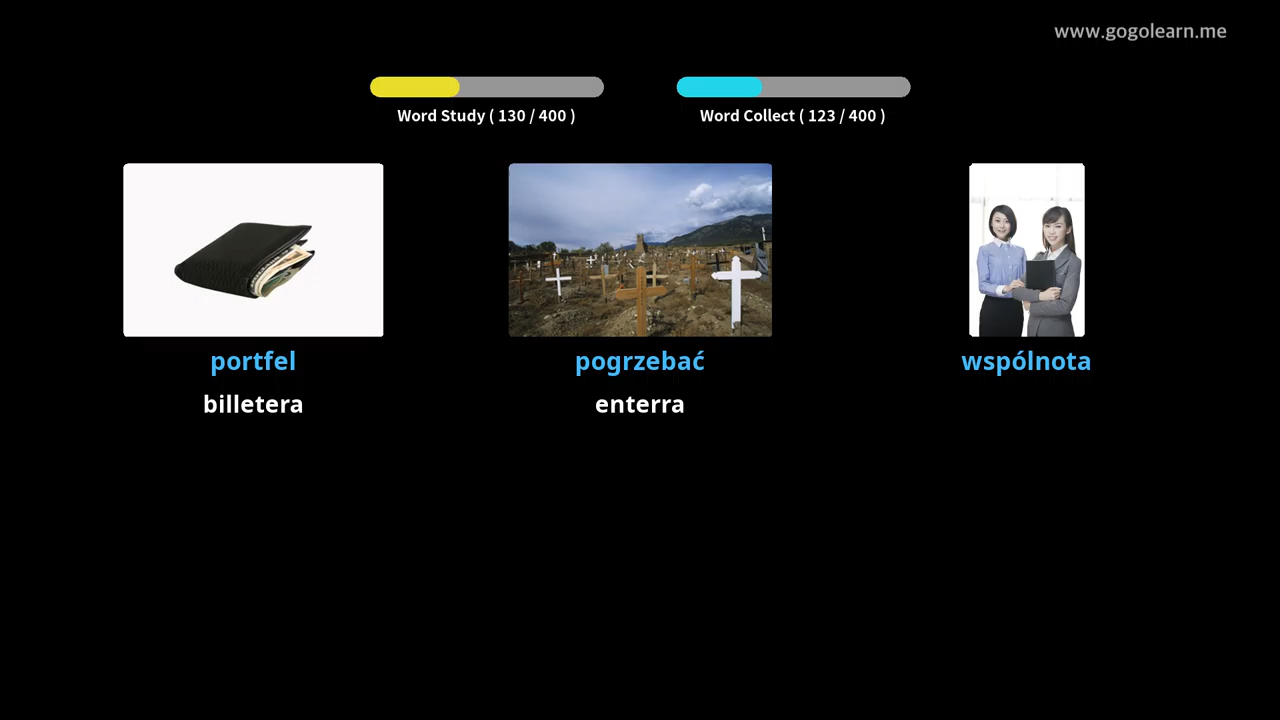 www.gogolearn.me
Word Study ( 130 / 400 )
Word Collect ( 123 / 400 )
portfel
pogrzebać
wspólnota
billetera
enterra